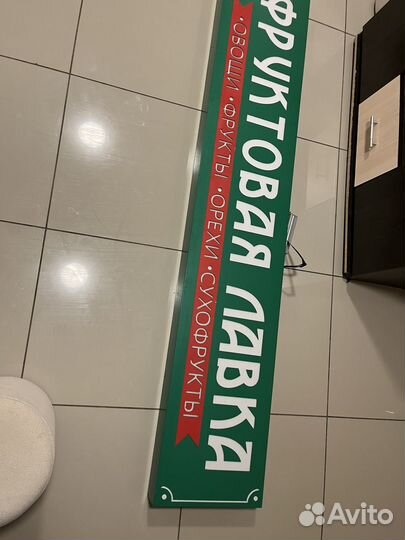 ФРУКТОВАЯ ЛАВКА
•ОВОЩИ•ФРУКТЫ•ОРЕХИ•СУХОФРУКТЫ
Avito